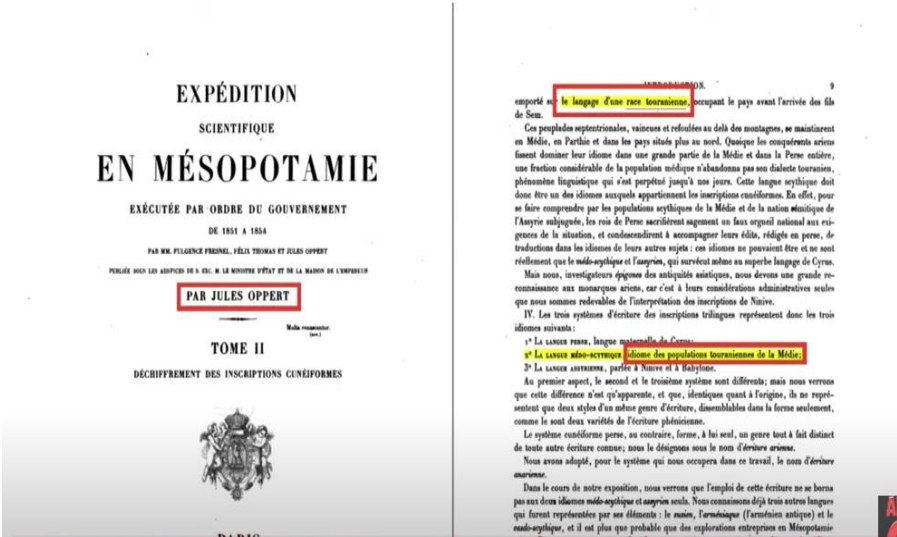 EXPÉDITION
SCIENTIFIQUE
EN MÉSOPOTAMIE
EXÉCUTÉE PAR ORDRE DU GOUVERNEMENT
DE 1851 A 1854
PAR MM. FULGENCE FRESNEL, FÉLIX THOMAS ET JULES OPPERT
PUBLIÉE SOUS LES AUSPICES DE S. EXC. M. LE MINISTRE D'ÉTAT ET DE LA MAISON DE L'EMPEREUR
PAR JULES OPPERT
TOME II
DÉCHIFFREMENT DES INSCRIPTIONS CUNÉIFORMES
PARIS
INTRODUCTION. 9
emporté sur le langage d'une race touranienne, occupant le pays avant l'arrivée des fils
de Sem.
Ces peuplades septentrionales, vaincues et refoulées au delà des montagnes, se maintinrent
en Médie, en Parthie et dans les pays situés plus au nord. Quoique les conquérants ariens
fissent dominer leur idiome dans une grande partie de la Médie et dans la Perse entière,
une fraction considérable de la population médique n'abandonna pas son dialecte touranien,
phénomène linguistique qui s'est perpétué jusqu'à nos jours. Cette langue scythique doit
donc être un des idiomes auxquels appartiennent les inscriptions cunéiformes. En effet, pour
se faire comprendre par les populations scythiques de la Médie et de la nation sémitique de
l'Assyrie subjuguée, les rois de Perse sacrifièrent sagement un faux orgueil national aux exi-
gences de la situation, et condescendirent à accompagner leurs édits, rédigés en perse, de
traductions dans les idiomes de leurs autres sujets : ces idiomes ne pouvaient être et ne sont
réellement que le médo-scythique et l'assyrien, qui survécut même au superbe langage de Cyrus.
Mais nous, investigateurs épigones des antiquités asiatiques, nous devons une grande re-
connaissance aux monarques ariens, car c'est à leurs considérations administratives seules
que nous sommes redevables de l'interprétation des inscriptions de Ninive.
IV. Les trois systèmes d'écriture des inscriptions trilingues représentent donc les trois
idiomes suivants :
1° LA LANGUE PERSE, langue maternelle de Cyrus;
2° LA LANGUE MÉDO-SCYTHIQUE, idiome des populations touraniennes de la Médie;
3° LA LANGUE ASSYRIENNE, parlée à Ninive et à Babylone.
Au premier aspect, le second et le troisième système sont différents; mais nous verrons
que cette différence n'est qu'apparente, et que, identiques quant à l'origine, ils ne repré-
sentent que deux styles d'un même genre d'écriture, dissemblables dans la forme seulement,
comme le sont deux variétés de l'écriture phénicienne.
Le système cunéiforme perse, au contraire, forme, à lui seul, un genre tout à fait distinct
de toute autre écriture connue; nous le désignons sous le nom d'écriture arienne.
Nous avons adopté, pour le système qui nous occupera dans ce travail, le nom d'écriture
anarienne.
Dans le cours de notre exposition, nous verrons que l'emploi de cette écriture ne se borna
pas aux deux idiomes médo-scythique et assyrien seuls. Nous connaissons déjà trois autres langues
qui furent représentées par ses éléments : le susien, l'arméniaque (l'arménien antique) et le
casdo-scythique, et il est plus que probable que des explorations entreprises en Mésopotamie